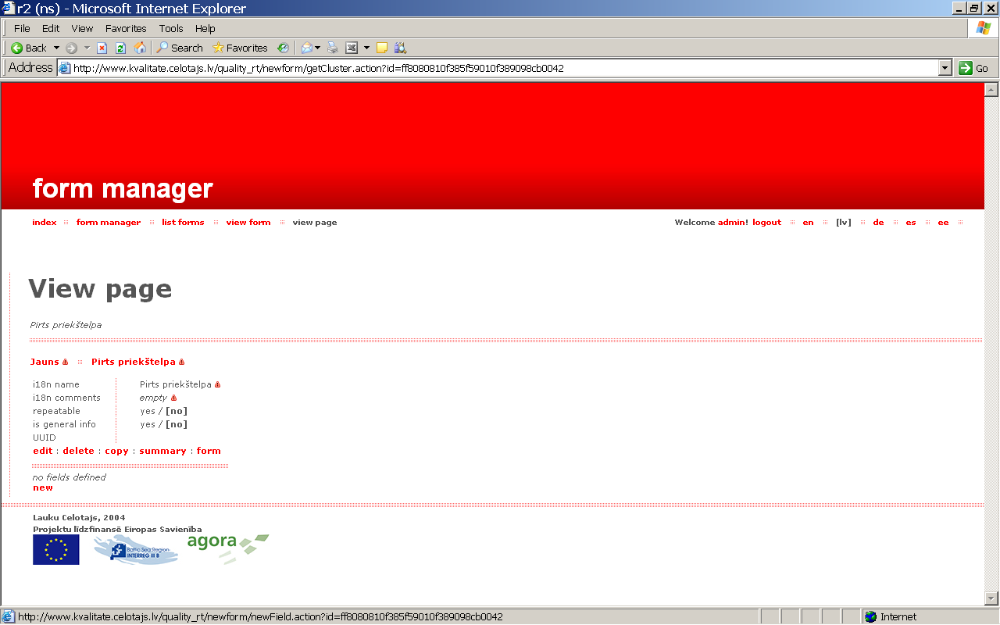 r2 (ns) - Microsoft Internet Explorer
File Edit View Favorites Tools Help
Back Search Favorites
Address http://www.kvalitate.celotajs.lv/quality_rt/newform/getCluster.action?id=ff8080810f385f59010f389098cb0042 Go
form manager
index form manager list forms view form view page Welcome admin! logout en [lv] de es ee
View page
Pirts priekštelpa
Jauns Pirts priekštelpa
i18n name Pirts priekštelpa
i18n comments empty
repeatable yes / [no]
is general info yes / [no]
UUID
edit : delete : copy : summary : form
no fields defined
new
Lauku Celotajs, 2004
Projektu līdzfinansē Eiropas Savienība
Baltic Sea Region
INTERREG III B
agora
http://www.kvalitate.celotajs.lv/quality_rt/newform/newField.action?id=ff8080810f385f59010f389098cb0042 Internet